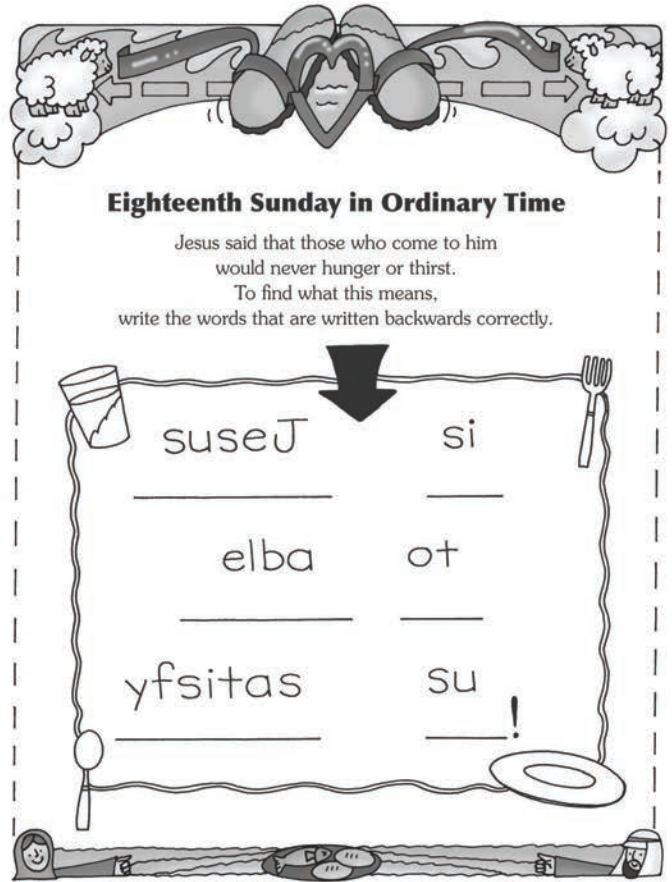 Eighteenth Sunday in Ordinary Time
Jesus said that those who come to him
would never hunger or thirst.
To find what this means,
write the words that are written backwards correctly.
suseJ si
elba ot
yfsitas su
!